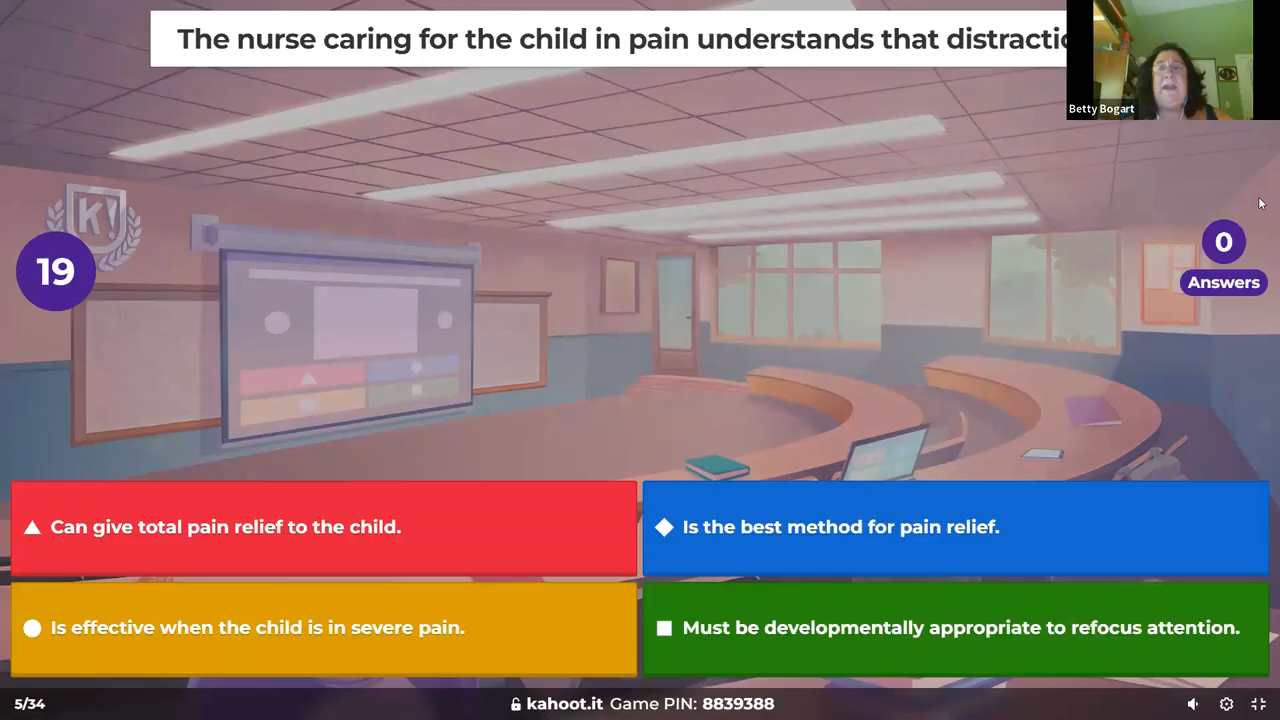 The nurse caring for the child in pain understands that
Betty Bogart
K!
19
0
Answers
Can give total pain relief to the child.
Is the best method for pain relief.
Is effective when the child is in severe pain.
Must be developmentally appropriate to refocus attention.
5/34
kahoot.it Game PIN: 8839388